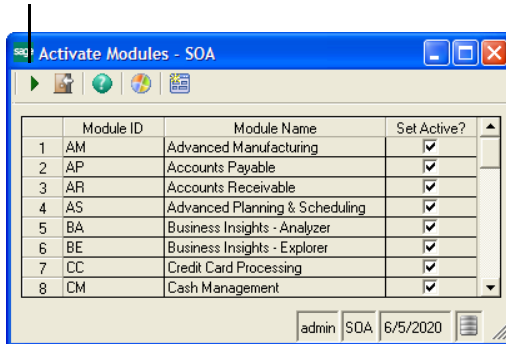 sage Activate Modules - SOA
Module ID Module Name Set Active?
1 AM Advanced Manufacturing
2 AP Accounts Payable
3 AR Accounts Receivable
4 AS Advanced Planning & Scheduling
5 BA Business Insights - Analyzer
6 BE Business Insights - Explorer
7 CC Credit Card Processing
8 CM Cash Management
admin SOA 6/5/2020